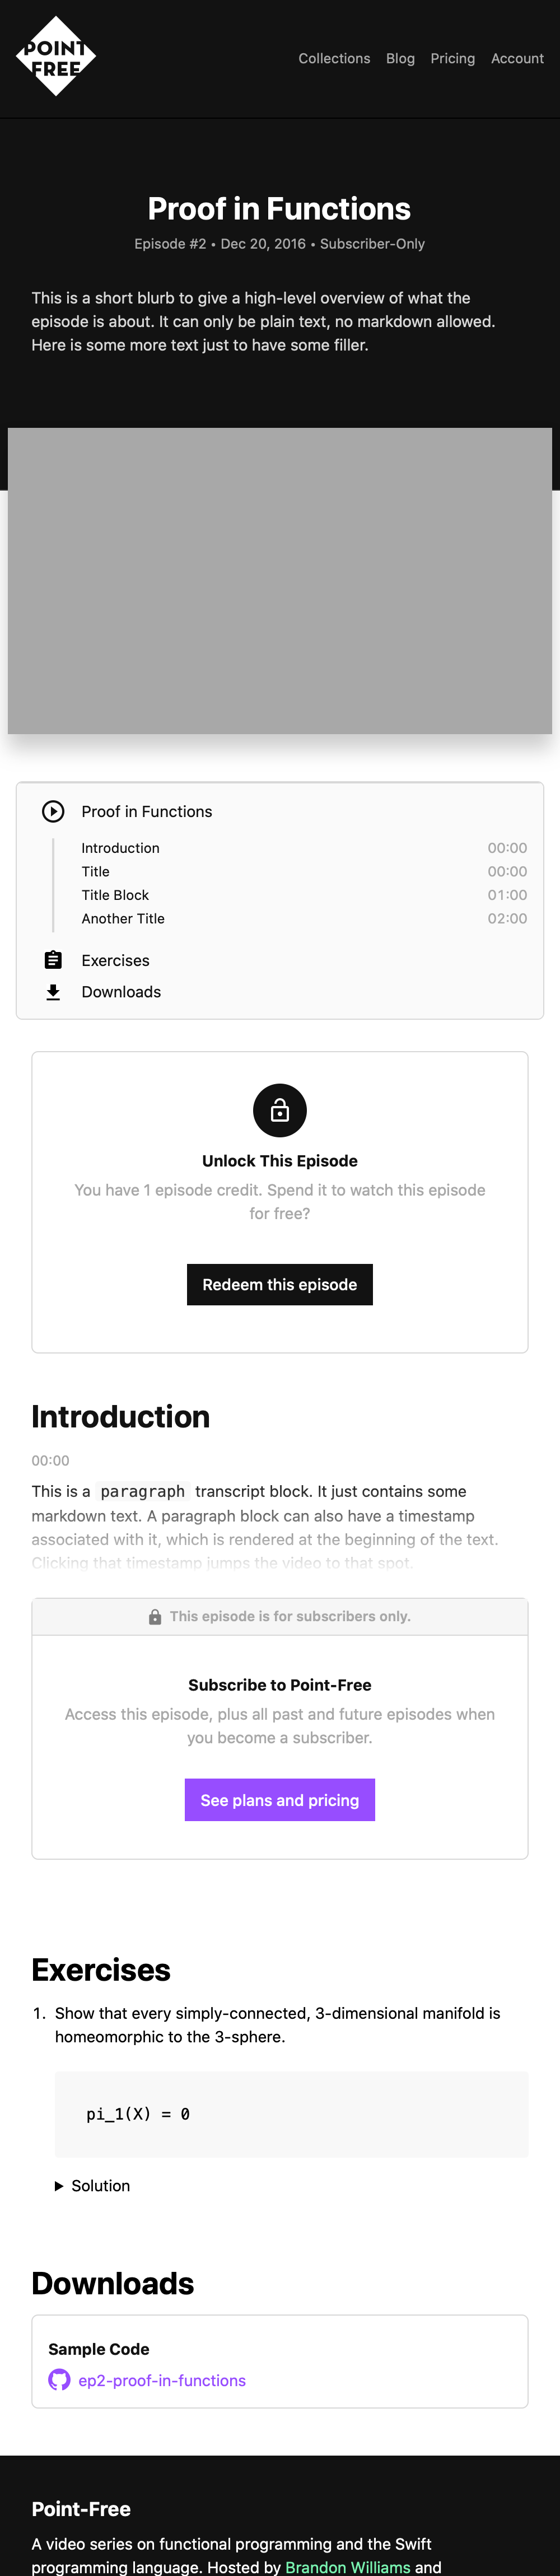 POINT
FREE
Collections Blog Pricing Account
Proof in Functions
Episode #2 • Dec 20, 2016 • Subscriber-Only
This is a short blurb to give a high-level overview of what the
episode is about. It can only be plain text, no markdown allowed.
Here is some more text just to have some filler.
Proof in Functions
Introduction 00:00
Title 00:00
Title Block 01:00
Another Title 02:00
Exercises
Downloads
Unlock This Episode
You have 1 episode credit. Spend it to watch this episode
for free?
Redeem this episode
Introduction
00:00
This is a paragraph transcript block. It just contains some
markdown text. A paragraph block can also have a timestamp
associated with it, which is rendered at the beginning of the text.
Clicking that timestamp jumps the video to that spot.
This episode is for subscribers only.
Subscribe to Point-Free
Access this episode, plus all past and future episodes when
you become a subscriber.
See plans and pricing
Exercises
1. Show that every simply-connected, 3-dimensional manifold is
homeomorphic to the 3-sphere.
pi_1(X) = 0
Solution
Downloads
Sample Code
ep2-proof-in-functions
Point-Free
A video series on functional programming and the Swift
programming language. Hosted by Brandon Williams and